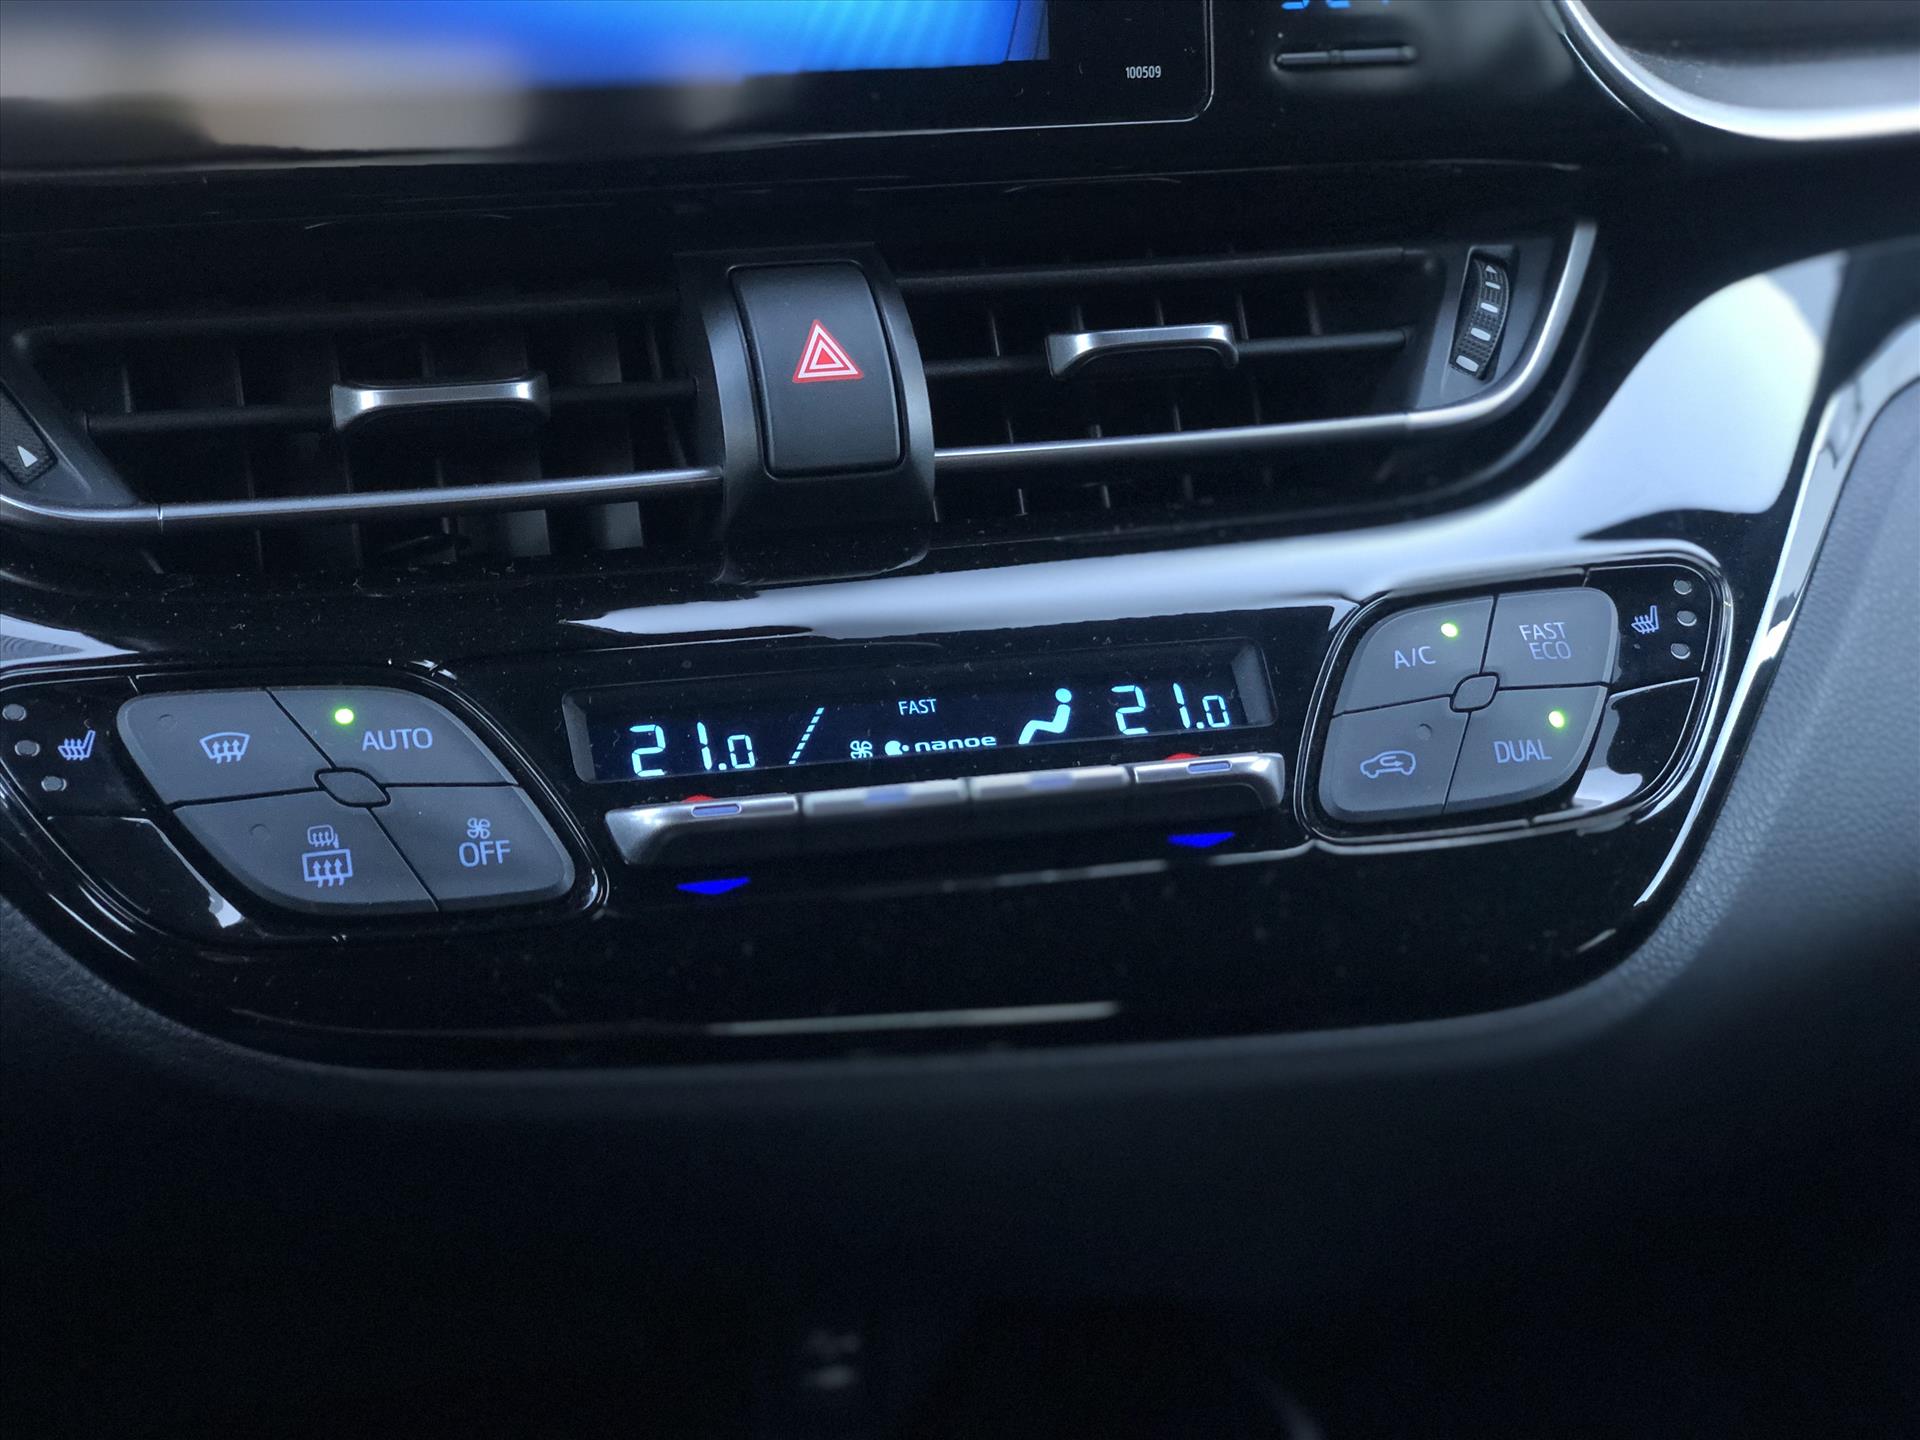 100509
21.0
FAST
nanoe
21.0
A/C
FAST
ECO
AUTO
DUAL
OFF